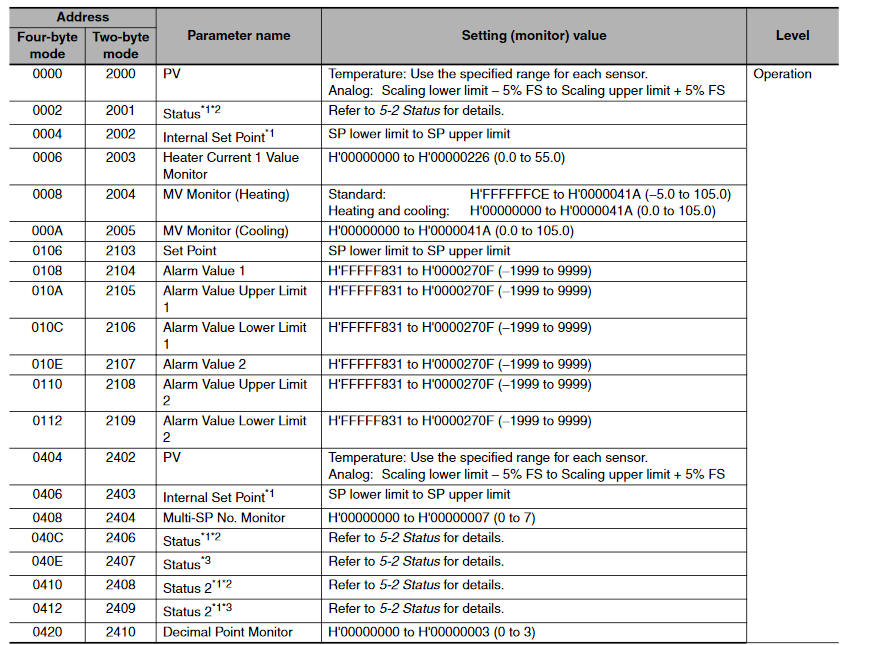 Address
Four-byte mode Two-byte mode Parameter name Setting (monitor) value Level
0000 2000 PV Temperature: Use the specified range for each sensor. Operation
Analog: Scaling lower limit – 5% FS to Scaling upper limit + 5% FS
0002 2001 Status*1*2 Refer to 5-2 Status for details.
0004 2002 Internal Set Point*1 SP lower limit to SP upper limit
0006 2003 Heater Current 1 Value H'00000000 to H'00000226 (0.0 to 55.0)
Monitor
0008 2004 MV Monitor (Heating) Standard: H'FFFFFFCE to H'0000041A (–5.0 to 105.0)
Heating and cooling: H'00000000 to H'0000041A (0.0 to 105.0)
000A 2005 MV Monitor (Cooling) H'00000000 to H'0000041A (0.0 to 105.0)
0106 2103 Set Point SP lower limit to SP upper limit
0108 2104 Alarm Value 1 H'FFFFF831 to H'0000270F (–1999 to 9999)
010A 2105 Alarm Value Upper Limit H'FFFFF831 to H'0000270F (–1999 to 9999)
1
010C 2106 Alarm Value Lower Limit H'FFFFF831 to H'0000270F (–1999 to 9999)
1
010E 2107 Alarm Value 2 H'FFFFF831 to H'0000270F (–1999 to 9999)
0110 2108 Alarm Value Upper Limit H'FFFFF831 to H'0000270F (–1999 to 9999)
2
0112 2109 Alarm Value Lower Limit H'FFFFF831 to H'0000270F (–1999 to 9999)
2
0404 2402 PV Temperature: Use the specified range for each sensor.
Analog: Scaling lower limit – 5% FS to Scaling upper limit + 5% FS
0406 2403 Internal Set Point*1 SP lower limit to SP upper limit
0408 2404 Multi-SP No. Monitor H'00000000 to H'00000007 (0 to 7)
040C 2406 Status*1*2 Refer to 5-2 Status for details.
040E 2407 Status*3 Refer to 5-2 Status for details.
0410 2408 Status 2*1*2 Refer to 5-2 Status for details.
0412 2409 Status 2*1*3 Refer to 5-2 Status for details.
0420 2410 Decimal Point Monitor H'00000000 to H'00000003 (0 to 3)